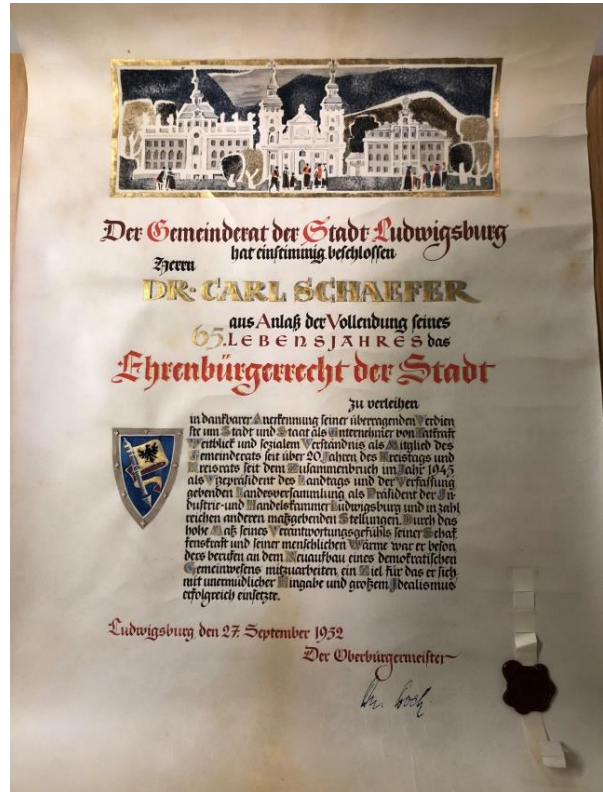 Der Gemeinderat der Stadt Ludwigsburg
hat einstimmig beschlossen
Herrn
DR. CARL SCHAEFER
aus Anlaß der Vollendung seines
65. LEBENSJAHRES das
Ehrenbürgerrecht der Stadt
zu verleihen
in dankbarer Anerkennung seiner überragenden Verdien
ste um Stadt und Staat als Unternehmer von Tatkraft
Weitblick und sozialem Verständnis als Mitglied des
Gemeinderats seit über 20 Jahren des Kreistags und
Kreisrats seit dem Zusammenbruch im Jahr 1945
als Vizepräsident des Landtags und der Verfassung
gebenden Landesversammlung als Präsident der In
dustrie- und Handelskammer Ludwigsburg und in zahl
reichen anderen maßgebenden Stellungen. Durch das
hohe Maß seines Verantwortungsgefühls seiner Schaf
fenskraft und seiner menschlichen Wärme war er beson
ders berufen an dem Neuaufbau eines demokratischen
Gemeinwesens mitzuarbeiten ein Ziel für das er sich
mit unermüdlicher Hingabe und großem Idealismus
erfolgreich einsetzte.
Ludwigsburg, den 27. September 1952
Der Oberbürgermeister